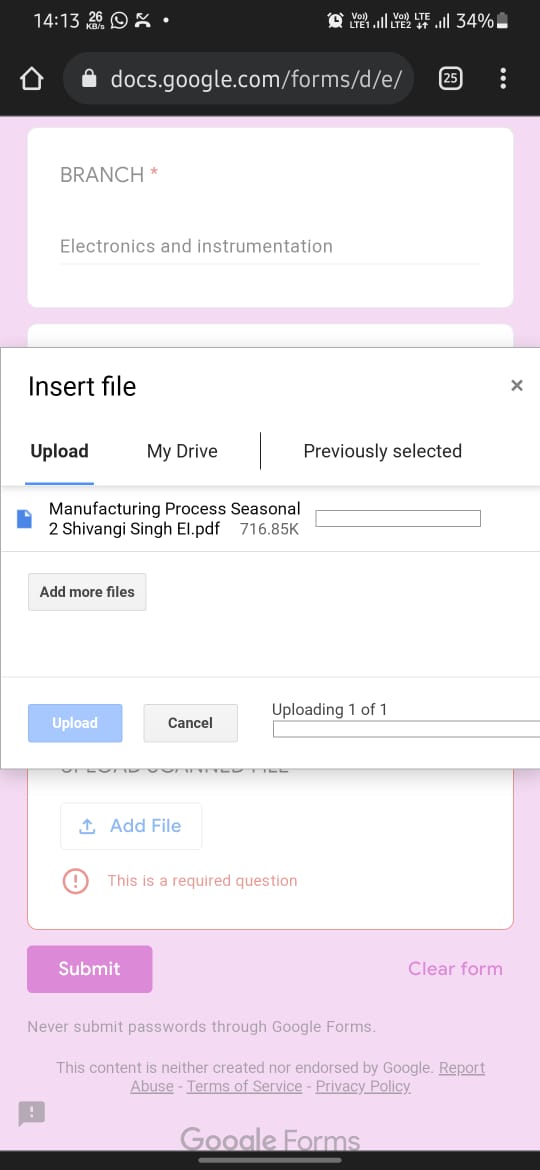 14:13 26 KB/s
Vo)) LTE1 Vo)) LTE2 LTE 34%
docs.google.com/forms/d/e/ 25
BRANCH *
Electronics and instrumentation
Insert file ×
Upload My Drive Previously selected
Manufacturing Process Seasonal
2 Shivangi Singh EI.pdf 716.85K
Add more files
Uploading 1 of 1
Upload Cancel
UPLOAD SCANNED FILE
Add File
This is a required question
Submit Clear form
Never submit passwords through Google Forms.
This content is neither created nor endorsed by Google. Report
Abuse - Terms of Service - Privacy Policy
Google Forms